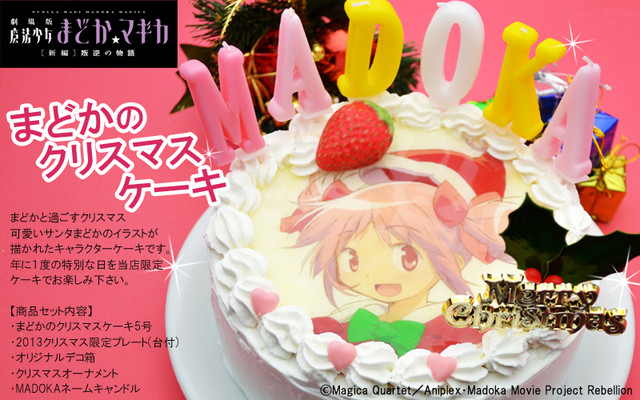 PUELLA MAGI MADOKA MAGICA
劇場版
魔法少女まどか★マギカ
[新編]叛逆の物語
MADOKA
まどかの
クリスマス
ケーキ
まどかと過ごすクリスマス
可愛いサンタまどかのイラストが
描かれたキャラクターケーキです。
年に1度の特別な日を当店限定
ケーキでお楽しみ下さい。
【商品セット内容】
・まどかのクリスマスケーキ5号
・2013クリスマス限定プレート(台付)
・オリジナルデコ箱
・クリスマスオーナメント
・MADOKAネームキャンドル
Merry
Christmas
©Magica Quartet／Aniplex・Madoka Movie Project Rebellion